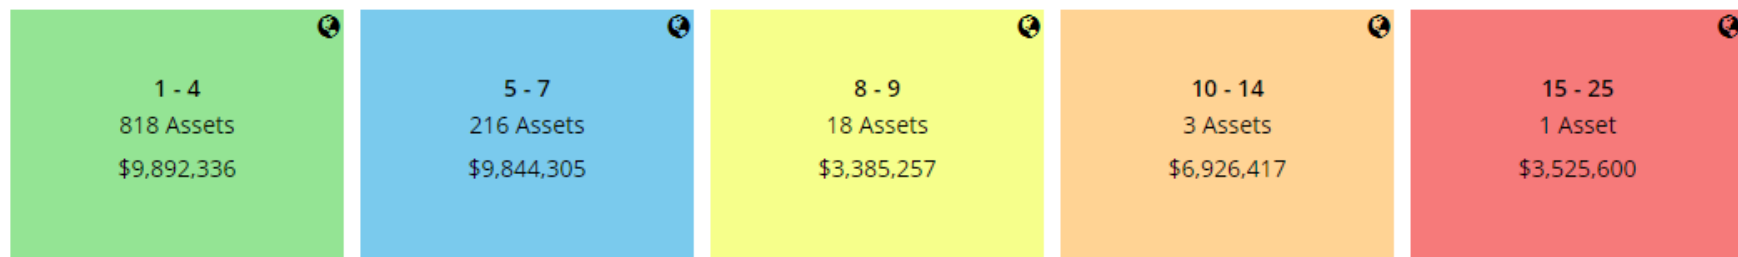 1 - 4
818 Assets
$9,892,336
5 - 7
216 Assets
$9,844,305
8 - 9
18 Assets
$3,385,257
10 - 14
3 Assets
$6,926,417
15 - 25
1 Asset
$3,525,600